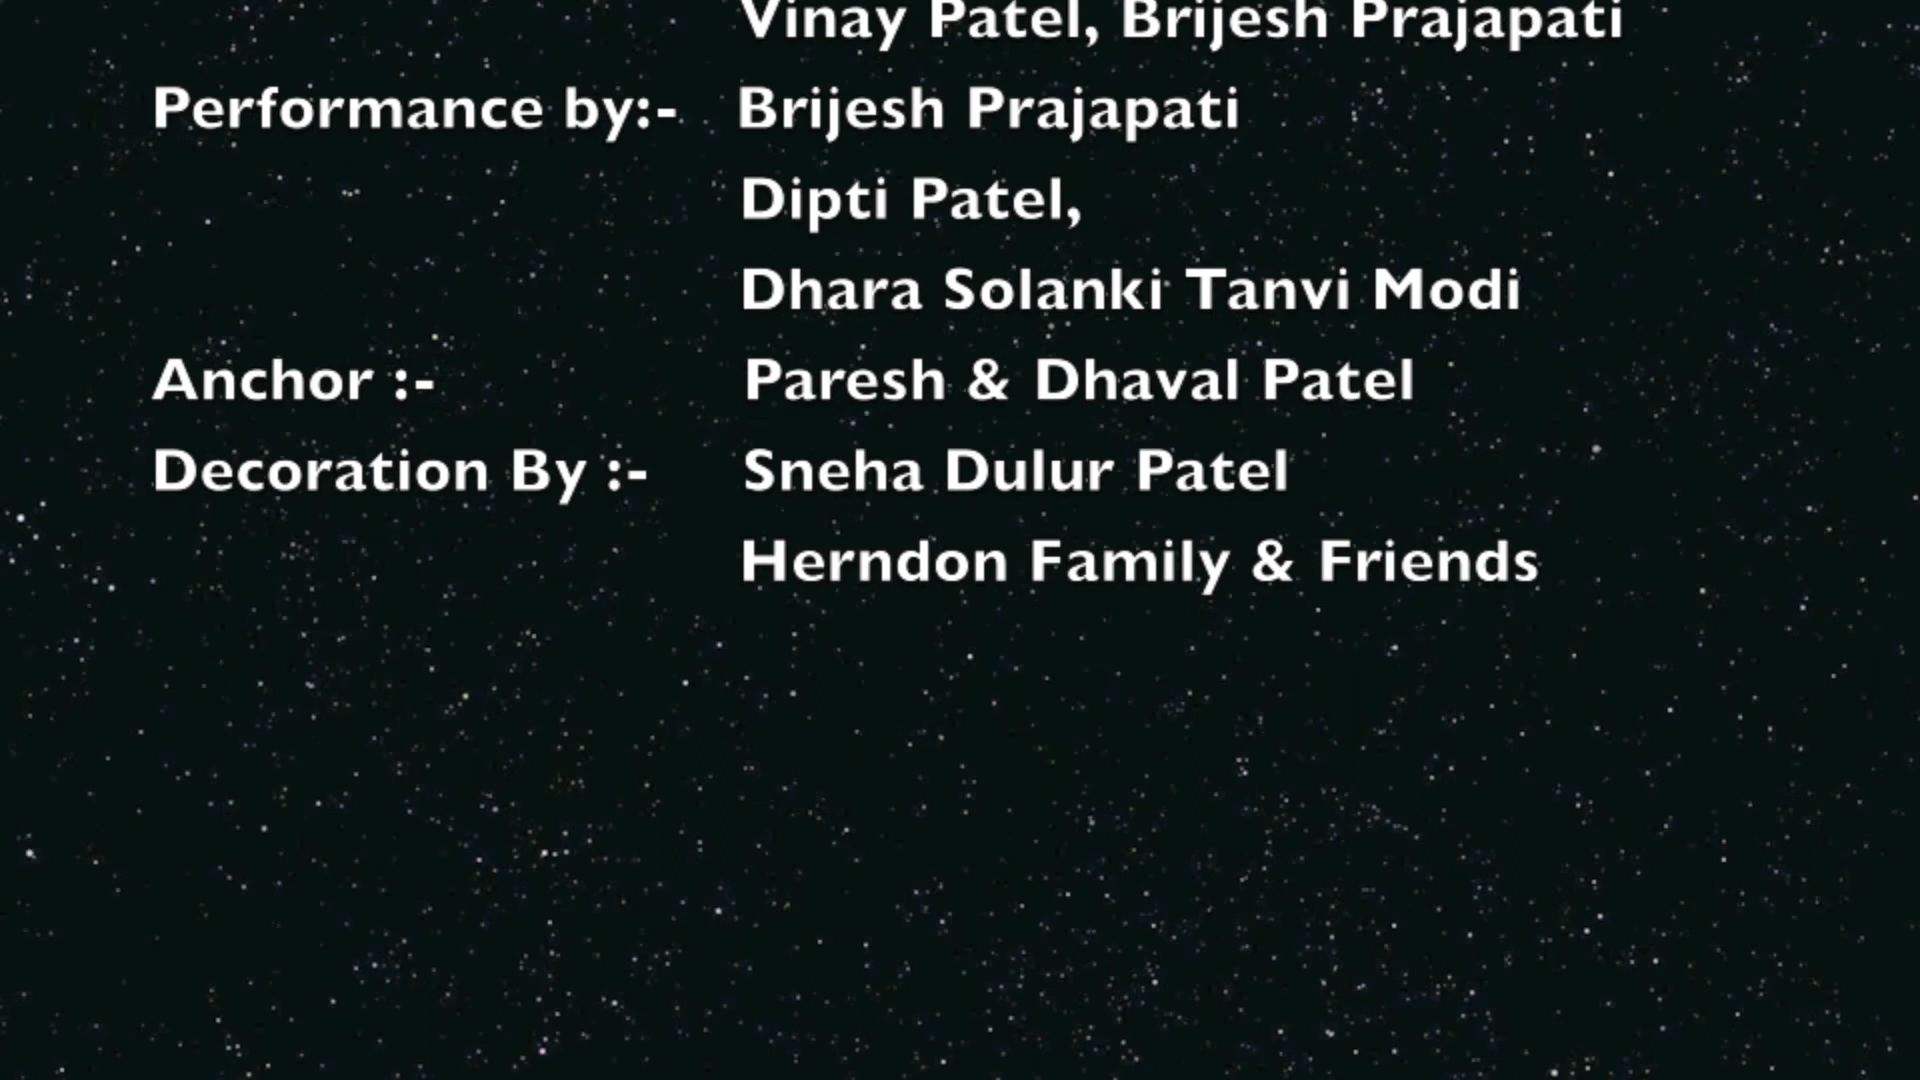 Vinay Patel, Brijesh Prajapati
Performance by:- Brijesh Prajapati
Dipti Patel,
Dhara Solanki Tanvi Modi
Anchor :- Paresh & Dhaval Patel
Decoration By :- Sneha Dulur Patel
Herndon Family & Friends